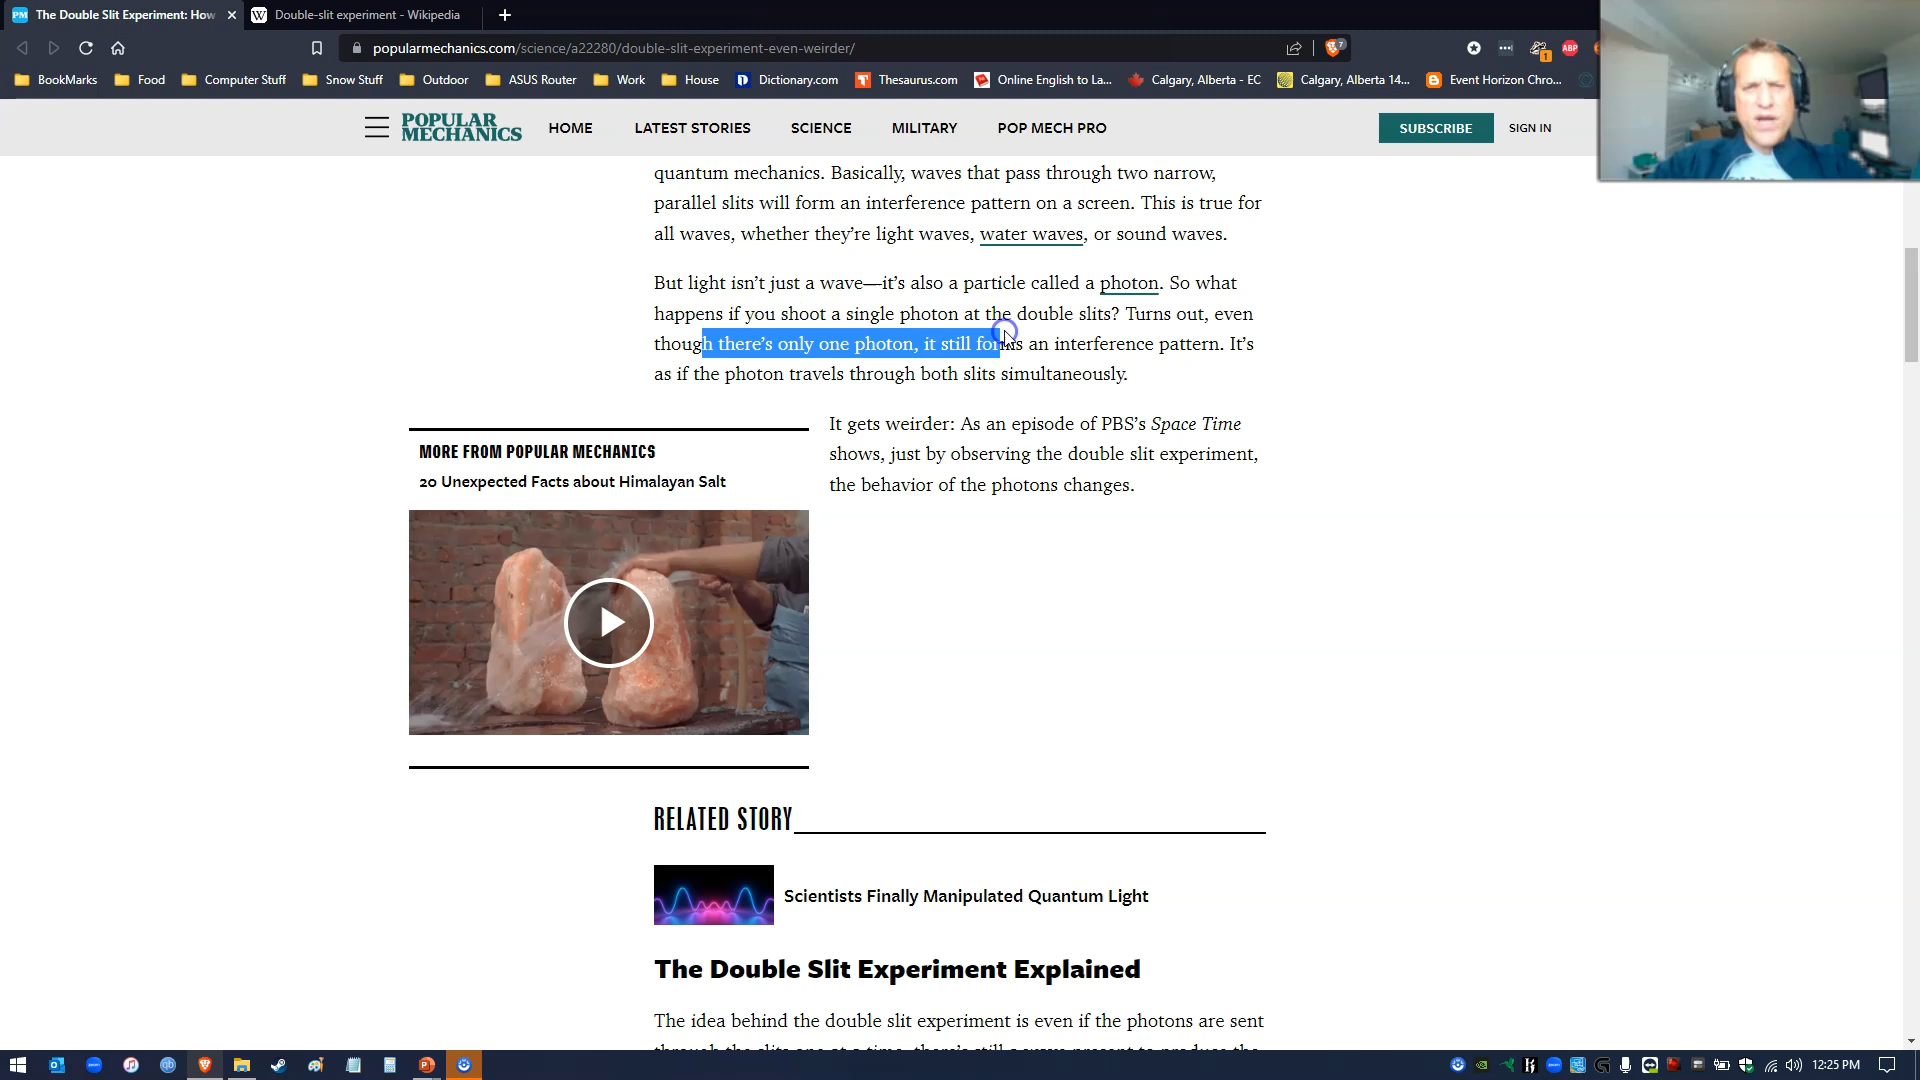 PM The Double Slit Experiment: How
W Double-slit experiment - Wikipedia
popularmechanics.com/science/a22280/double-slit-experiment-even-weirder/
7
1
ABP
BookMarks
Food
Computer Stuff
Snow Stuff
Outdoor
ASUS Router
Work
House
Dictionary.com
Thesaurus.com
Online English to La...
Calgary, Alberta - EC
Calgary, Alberta 14...
Event Horizon Chro...
POPULAR
MECHANICS
HOME
LATEST STORIES
SCIENCE
MILITARY
POP MECH PRO
SUBSCRIBE
SIGN IN
quantum mechanics. Basically, waves that pass through two narrow,
parallel slits will form an interference pattern on a screen. This is true for
all waves, whether they’re light waves, water waves, or sound waves.
But light isn’t just a wave—it’s also a particle called a photon. So what
happens if you shoot a single photon at the double slits? Turns out, even
though there’s only one photon, it still forms an interference pattern. It’s
as if the photon travels through both slits simultaneously.
MORE FROM POPULAR MECHANICS
20 Unexpected Facts about Himalayan Salt
It gets weirder: As an episode of PBS’s Space Time
shows, just by observing the double slit experiment,
the behavior of the photons changes.
RELATED STORY
Scientists Finally Manipulated Quantum Light
The Double Slit Experiment Explained
The idea behind the double slit experiment is even if the photons are sent
12:25 PM